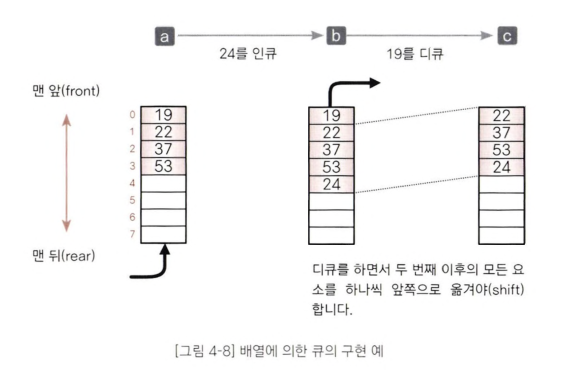 a b c
24를 인큐 19를 디큐
맨 앞(front)
0 19 19 22
1 22 22 37
2 37 37 53
3 53 53 24
4 24
5
6
7
맨 뒤(rear)
디큐를 하면서 두 번째 이후의 모든 요
소를 하나씩 앞쪽으로 옮겨야(shift)
합니다.
[그림 4-8] 배열에 의한 큐의 구현 예